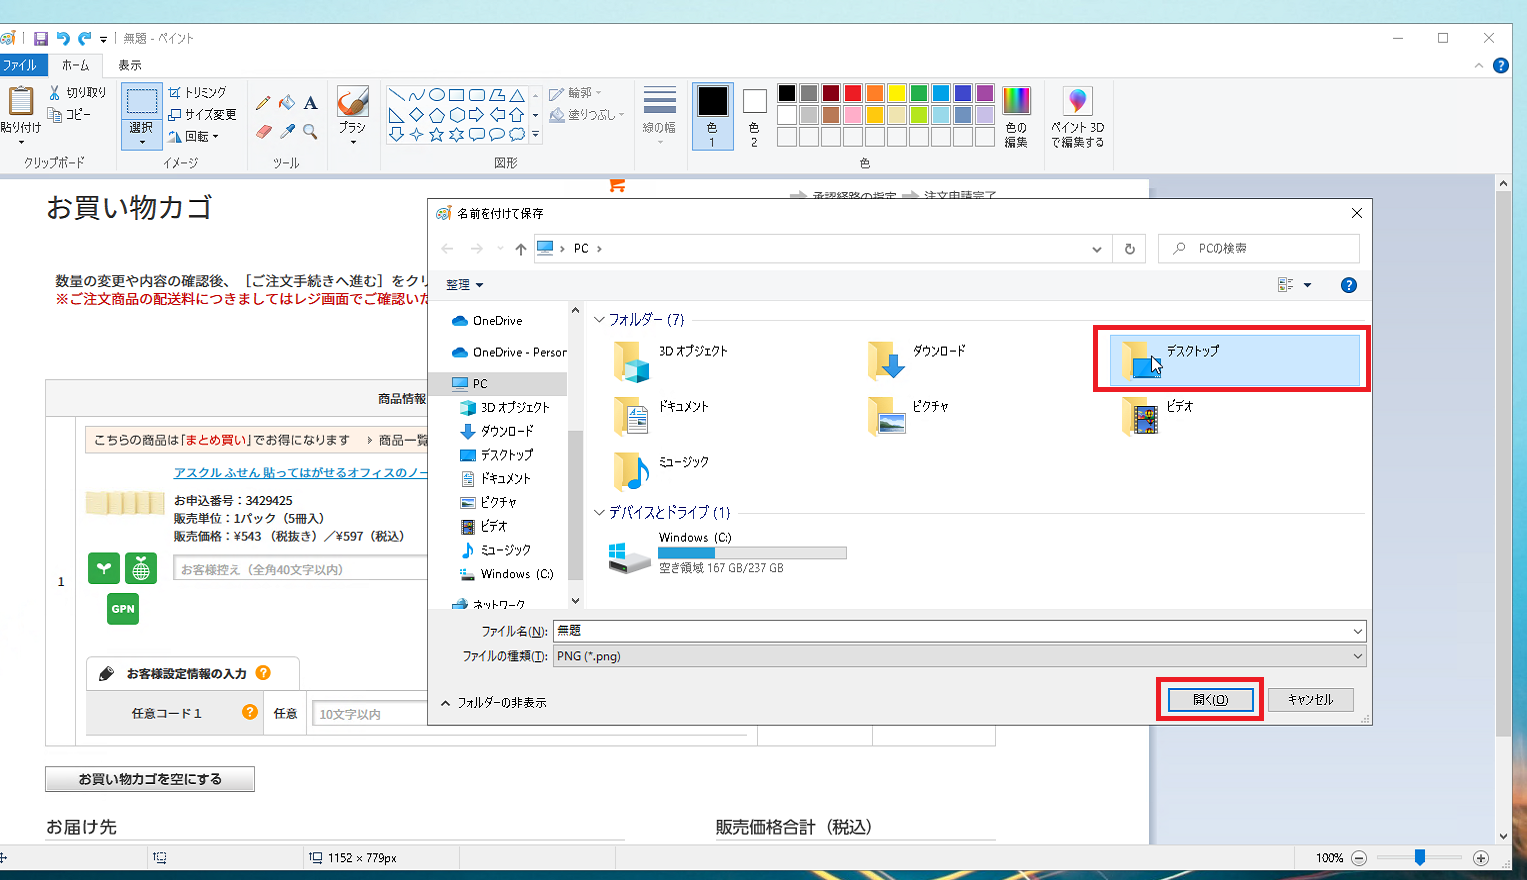 無題 - ペイント
ファイル ホーム 表示
貼り付け
切り取り
コピー
クリップボード
選択
トリミング
サイズ変更
回転
イメージ
A
ツール
ブラシ
輪郭
塗りつぶし
図形
線の幅
色
1
色
2
色の
編集
色
ペイント 3D
で編集する
お買い物カゴ
承認経路の指定 注文申請完了
数量の変更や内容の確認後、［ご注文手続きへ進む］をクリ
※ご注文商品の配送料につきましてはレジ画面でご確認いた
商品情報
こちらの商品は「まとめ買い」でお得になります 商品一覧
アスクル ふせん 貼ってはがせるオフィスのノー
お申込番号：3429425
販売単位：1パック（5冊入）
販売価格：¥543 （税抜き）／¥597（税込）
お客様控え（全角40文字以内）
1
GPN
お客様設定情報の入力 ?
任意コード１ ? 任意 10文字以内
お買い物カゴを空にする
お届け先
販売価格合計（税込）
名前を付けて保存
PC
PCの検索
整理
OneDrive
OneDrive - Person
PC
3D オブジェクト
ダウンロード
デスクトップ
ドキュメント
ピクチャ
ビデオ
ミュージック
Windows (C:)
ネットワーク
フォルダー (7)
3D オブジェクト
ダウンロード
デスクトップ
ドキュメント
ピクチャ
ビデオ
ミュージック
デバイスとドライブ (1)
Windows (C:)
空き領域 167 GB/237 GB
ファイル名(N): 無題
ファイルの種類(T): PNG (*.png)
フォルダーの非表示
開く(O)
キャンセル
1152 × 779px
100%